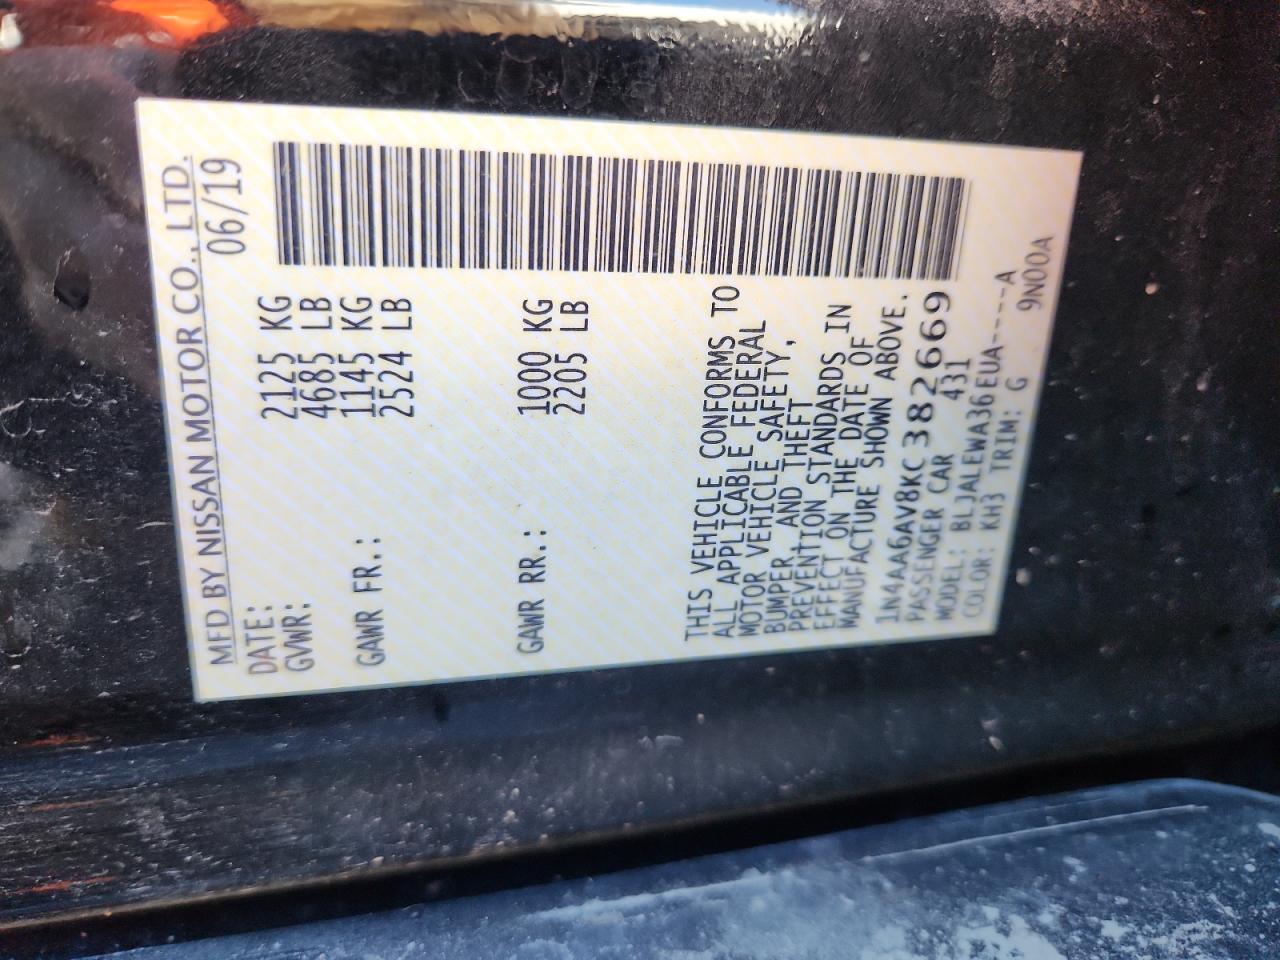 MFD BY NISSAN MOTOR CO., LTD.
DATE: 06/19
GVWR: 2125 KG
4685 LB
GAWR FR.: 1145 KG
2524 LB
GAWR RR.: 1000 KG
2205 LB
THIS VEHICLE CONFORMS TO
ALL APPLICABLE FEDERAL
MOTOR VEHICLE SAFETY,
BUMPER, AND THEFT
PREVENTION STANDARDS IN
EFFECT ON THE DATE OF
MANUFACTURE SHOWN ABOVE.
1N4AA6AV8KC382669
PASSENGER CAR 431
MODEL: BLJALEWA36EUA----A
COLOR: KH3 TRIM: G 9N00A